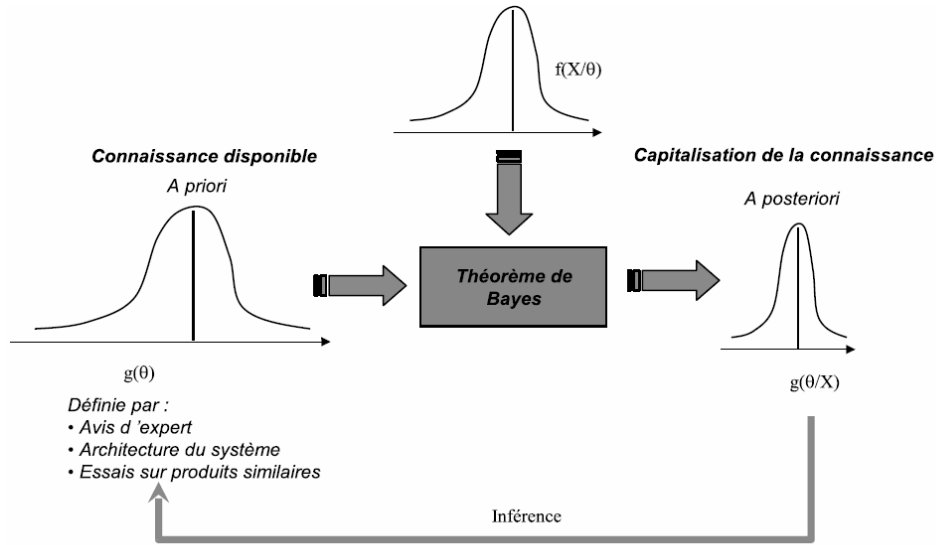 f(X/θ)
Connaissance disponible
A priori
Capitalisation de la connaissance
A posteriori
Théorème de
Bayes
g(θ)
g(θ/X)
Définie par :
• Avis d ’expert
• Architecture du système
• Essais sur produits similaires
Inférence